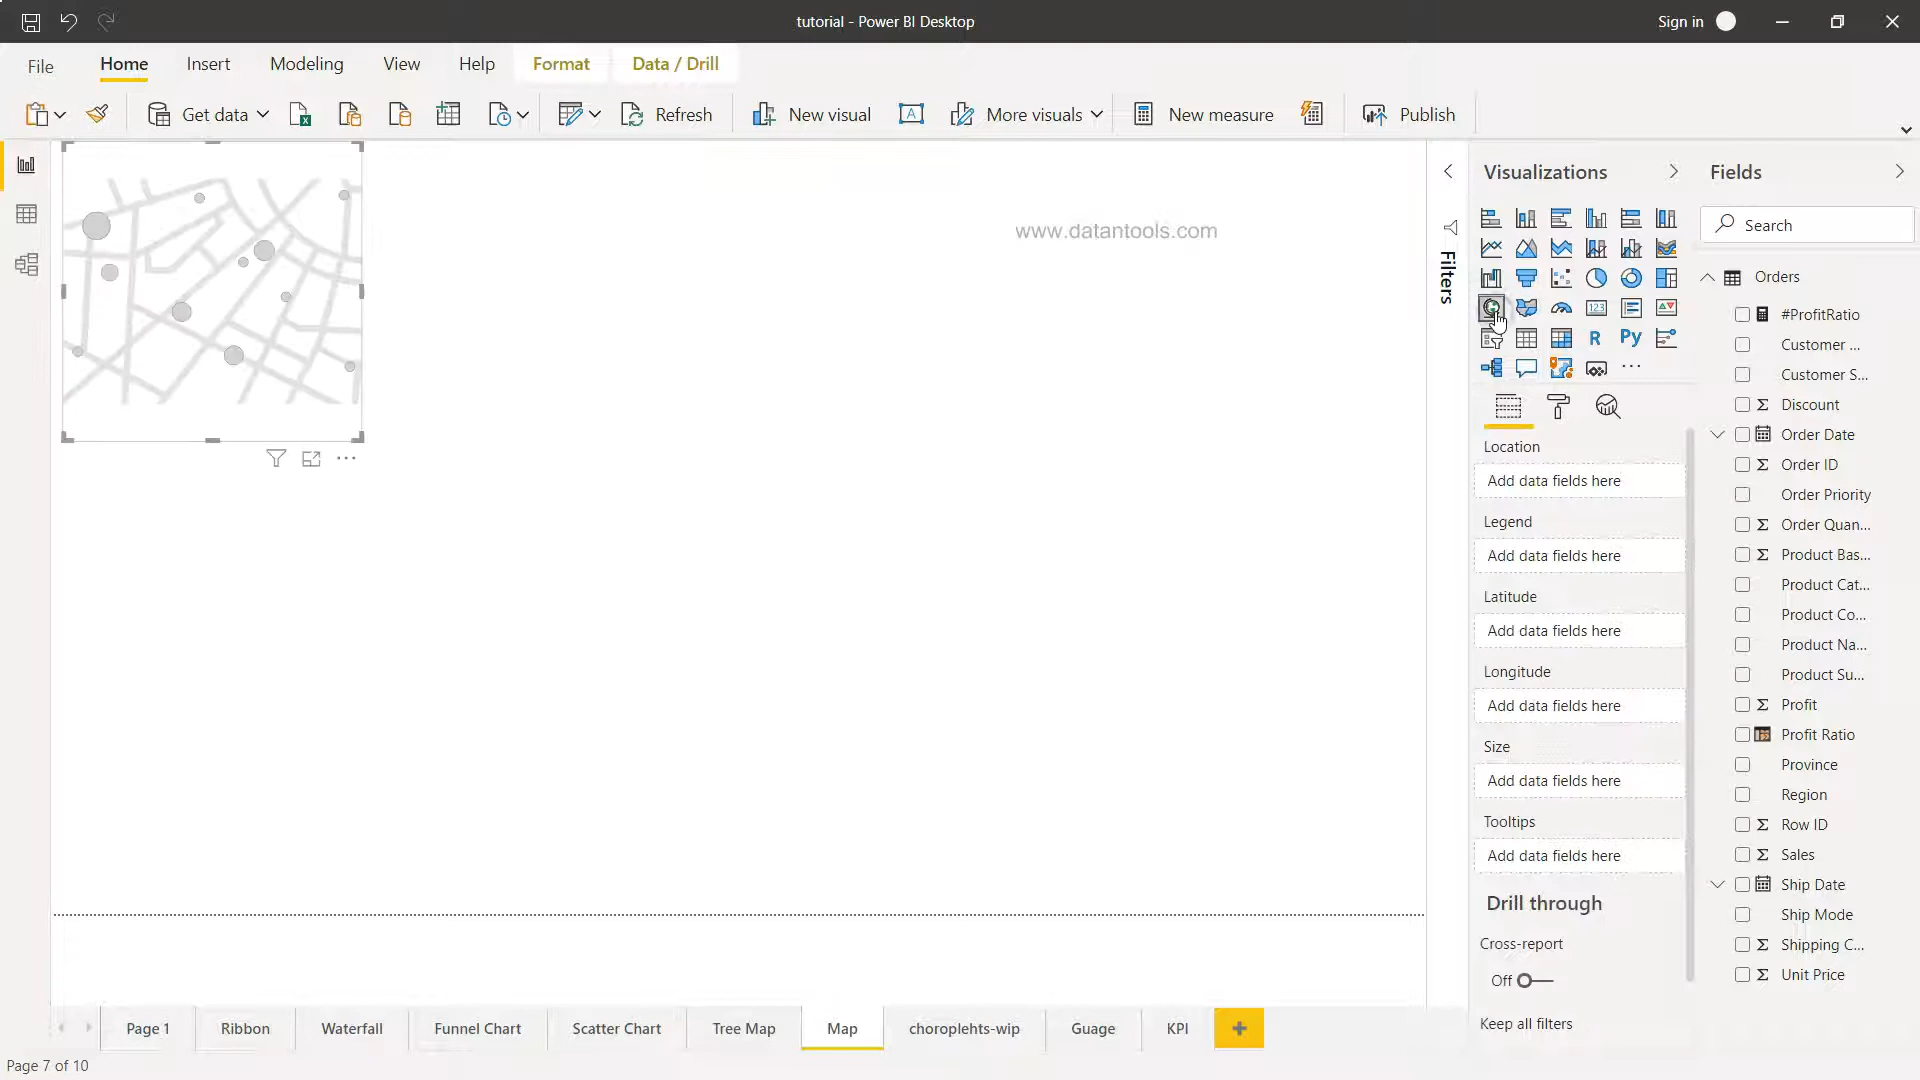 tutorial - Power BI Desktop
Sign in
File
Home
Insert
Modeling
View
Help
Format
Data / Drill
Get data
Refresh
New visual
More visuals
New measure
Publish
www.datantools.com
Filters
Visualizations
123
R
Py
Location
Add data fields here
Legend
Add data fields here
Latitude
Add data fields here
Longitude
Add data fields here
Size
Add data fields here
Tooltips
Add data fields here
Drill through
Cross-report
Off
Keep all filters
Fields
Search
Orders
#ProfitRatio
Customer ...
Customer S...
Discount
Order Date
Order ID
Order Priority
Order Quan...
Product Bas...
Product Cat...
Product Co...
Product Na...
Product Su...
Profit
Profit Ratio
Province
Region
Row ID
Sales
Ship Date
Ship Mode
Shipping C...
Unit Price
Page 1
Ribbon
Waterfall
Funnel Chart
Scatter Chart
Tree Map
Map
choroplehts-wip
Guage
KPI
Page 7 of 10